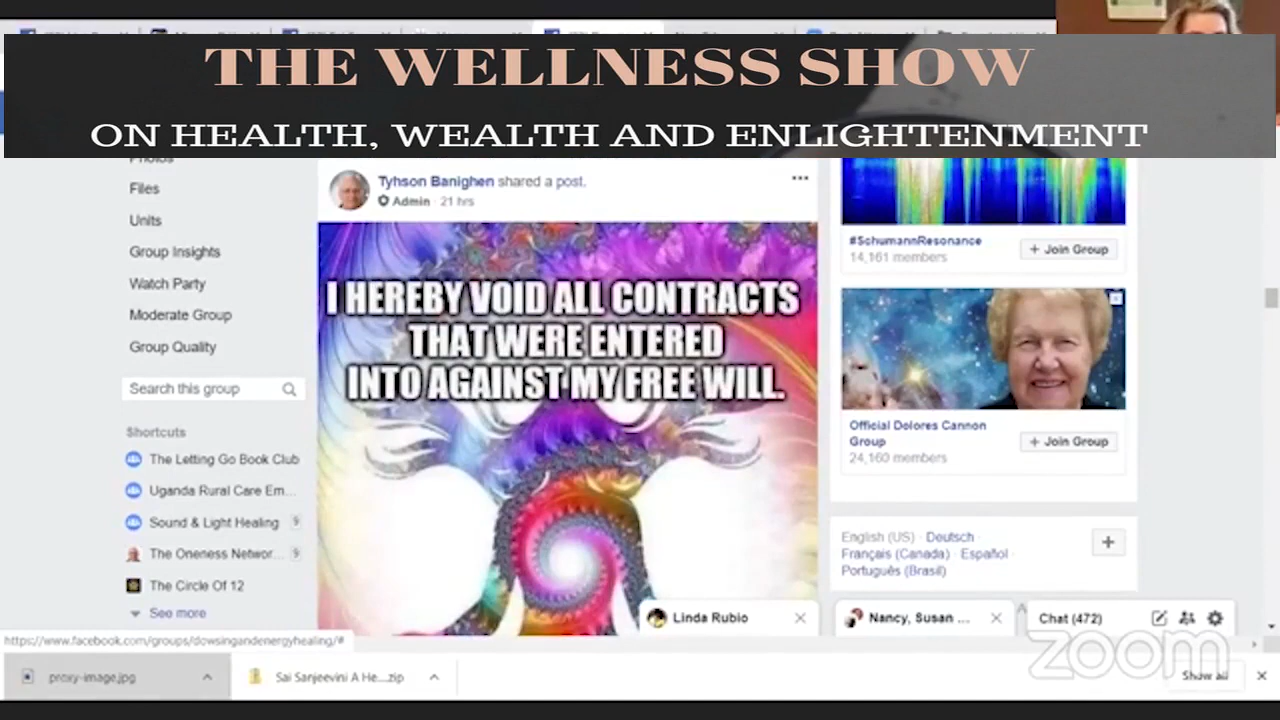 THE WELLNESS SHOW
ON HEALTH, WEALTH AND ENLIGHTENMENT
Photos
Files
Units
Group Insights
Watch Party
Moderate Group
Group Quality
Search this group
Shortcuts
The Letting Go Book Club
Uganda Rural Care Em...
Sound & Light Healing 9
The Oneness Networ... 9
The Circle Of 12
See more
Tyhson Banighen shared a post.
Admin · 21 hrs
I HEREBY VOID ALL CONTRACTS
THAT WERE ENTERED
INTO AGAINST MY FREE WILL.
#SchumannResonance
14,161 members
+ Join Group
Official Dolores Cannon
Group
24,160 members
+ Join Group
English (US) · Deutsch ·
Français (Canada) · Español ·
Português (Brasil)
Linda Rubio
Nancy, Susan ...
Chat (472)
https://www.facebook.com/groups/dowsingandenergyhealing/#
zoom
proxy-image.jpg
Sai Sanjeevini A He....zip
Show all